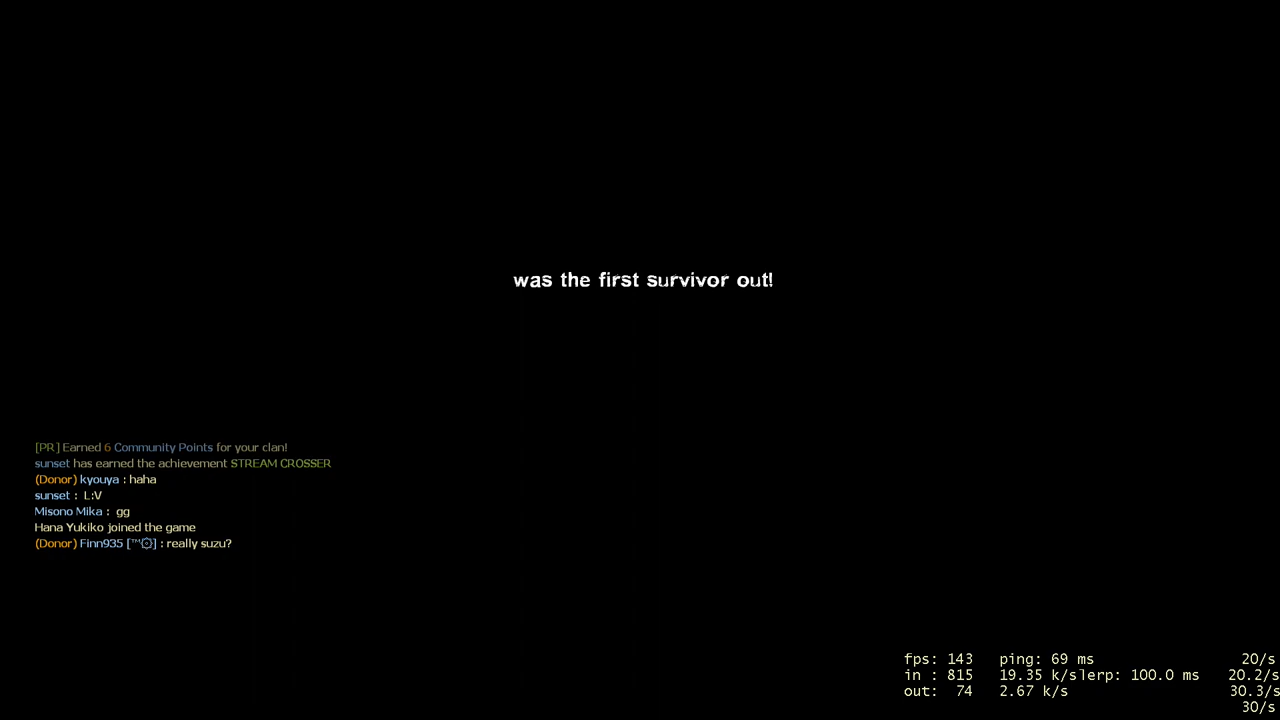 was the first survivor out!
[PR] Earned 6 Community Points for your clan!
sunset has earned the achievement STREAM CROSSER
(Donor) kyouya : haha
sunset :  L:V
Misono Mika :  gg
Hana Yukiko joined the game
(Donor) Finn935 [™۞] : really suzu?
fps: 143 ping: 69 ms 20/s
in : 815 19.35 k/slerp: 100.0 ms 20.2/s
out: 74 2.67 k/s 30.3/s
30/s